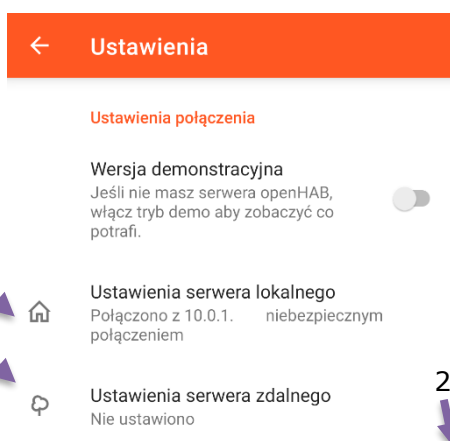 Ustawienia
Ustawienia połączenia
Wersja demonstracyjna
Jeśli nie masz serwera openHAB,
włącz tryb demo aby zobaczyć co
potrafi.
Ustawienia serwera lokalnego
Połączono z 10.0.1. niebezpiecznym
połączeniem
2
Ustawienia serwera zdalnego
Nie ustawiono